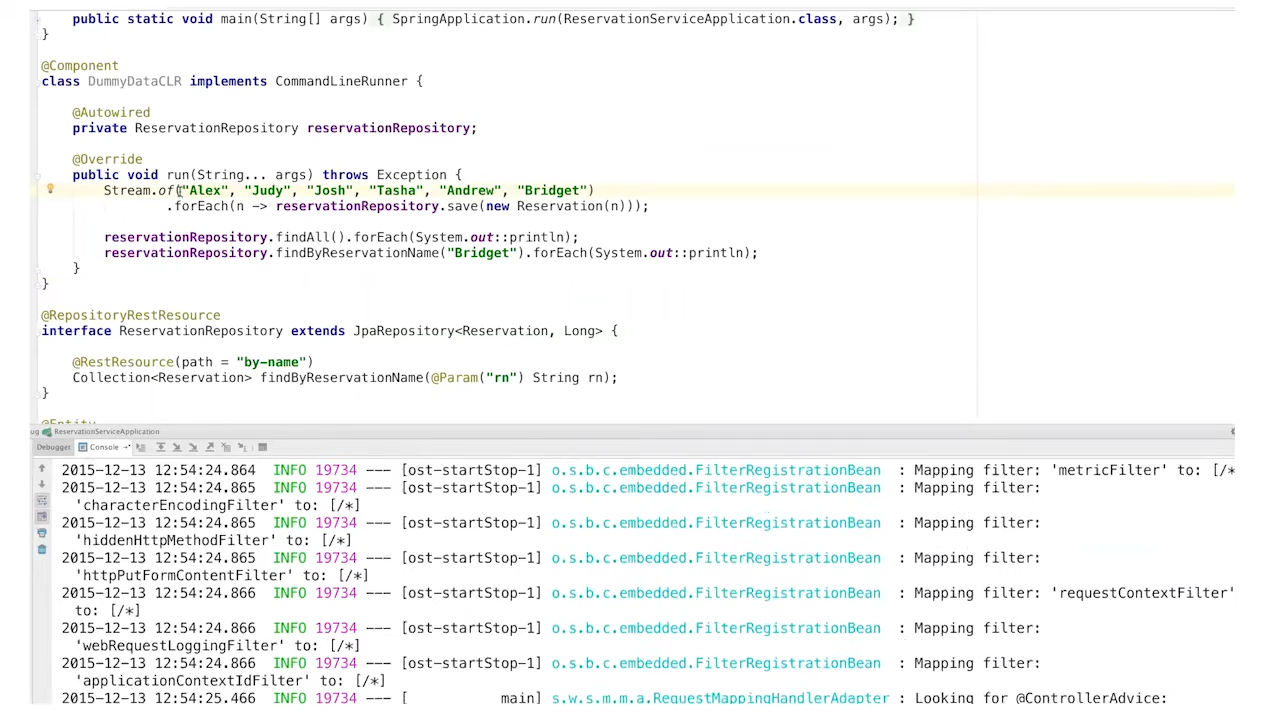 public static void main(String[] args) { SpringApplication.run(ReservationServiceApplication.class, args); }
}
@Component
class DummyDataCLR implements CommandLineRunner {
@Autowired
private ReservationRepository reservationRepository;
@Override
public void run(String... args) throws Exception {
Stream.of("Alex", "Judy", "Josh", "Tasha", "Andrew", "Bridget")
.forEach(n -> reservationRepository.save(new Reservation(n)));
reservationRepository.findAll().forEach(System.out::println);
reservationRepository.findByReservationName("Bridget").forEach(System.out::println);
}
}
@RepositoryRestResource
interface ReservationRepository extends JpaRepository<Reservation, Long> {
@RestResource(path = "by-name")
Collection<Reservation> findByReservationName(@Param("rn") String rn);
}
@Entity
ug ReservationServiceApplication
Debugger Console
2015-12-13 12:54:24.864 INFO 19734 --- [ost-startStop-1] o.s.b.c.embedded.FilterRegistrationBean : Mapping filter: 'metricFilter' to: [/*
2015-12-13 12:54:24.865 INFO 19734 --- [ost-startStop-1] o.s.b.c.embedded.FilterRegistrationBean : Mapping filter:
'characterEncodingFilter' to: [/*]
2015-12-13 12:54:24.865 INFO 19734 --- [ost-startStop-1] o.s.b.c.embedded.FilterRegistrationBean : Mapping filter:
'hiddenHttpMethodFilter' to: [/*]
2015-12-13 12:54:24.865 INFO 19734 --- [ost-startStop-1] o.s.b.c.embedded.FilterRegistrationBean : Mapping filter:
'httpPutFormContentFilter' to: [/*]
2015-12-13 12:54:24.866 INFO 19734 --- [ost-startStop-1] o.s.b.c.embedded.FilterRegistrationBean : Mapping filter: 'requestContextFilter'
to: [/*]
2015-12-13 12:54:24.866 INFO 19734 --- [ost-startStop-1] o.s.b.c.embedded.FilterRegistrationBean : Mapping filter:
'webRequestLoggingFilter' to: [/*]
2015-12-13 12:54:24.866 INFO 19734 --- [ost-startStop-1] o.s.b.c.embedded.FilterRegistrationBean : Mapping filter:
'applicationContextIdFilter' to: [/*]
2015-12-13 12:54:25.466 INFO 19734 --- [ main] s.w.s.m.m.a.RequestMappingHandlerAdapter : Looking for @ControllerAdvice: